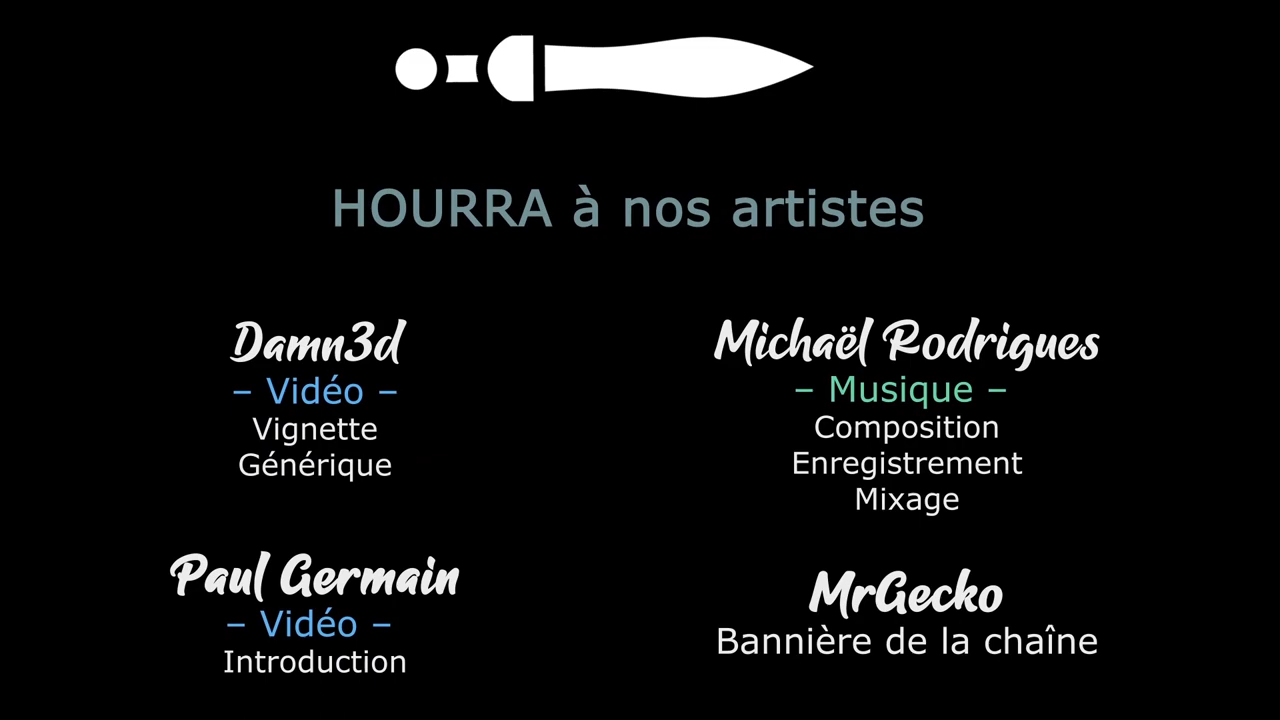 HOURRA à nos artistes
Damn3d
– Vidéo –
Vignette
Générique
Michaël Rodrigues
– Musique –
Composition
Enregistrement
Mixage
Paul Germain
– Vidéo –
Introduction
MrGecko
Bannière de la chaîne